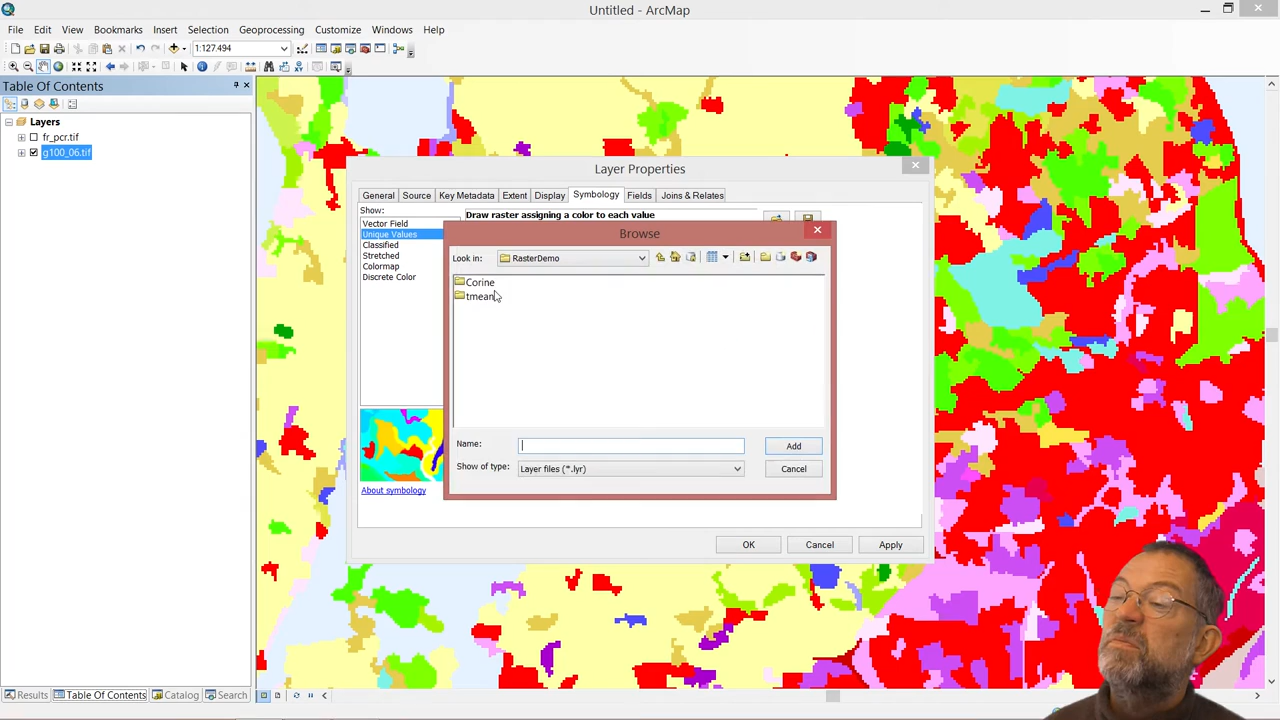 Untitled - ArcMap
File Edit View Bookmarks Insert Selection Geoprocessing Customize Windows Help
1:127.494
Table Of Contents
Layers
fr_pcr.tif
g100_06.tif
Layer Properties
General Source Key Metadata Extent Display Symbology Fields Joins & Relates
Show:
Vector Field
Unique Values
Classified
Stretched
Colormap
Discrete Color
Draw raster assigning a color to each value
About symbology
Browse
Look in: RasterDemo
Corine
tmean
Name:
Add
Show of type: Layer files (*.lyr)
Cancel
OK Cancel Apply
Results Table Of Contents Catalog Search